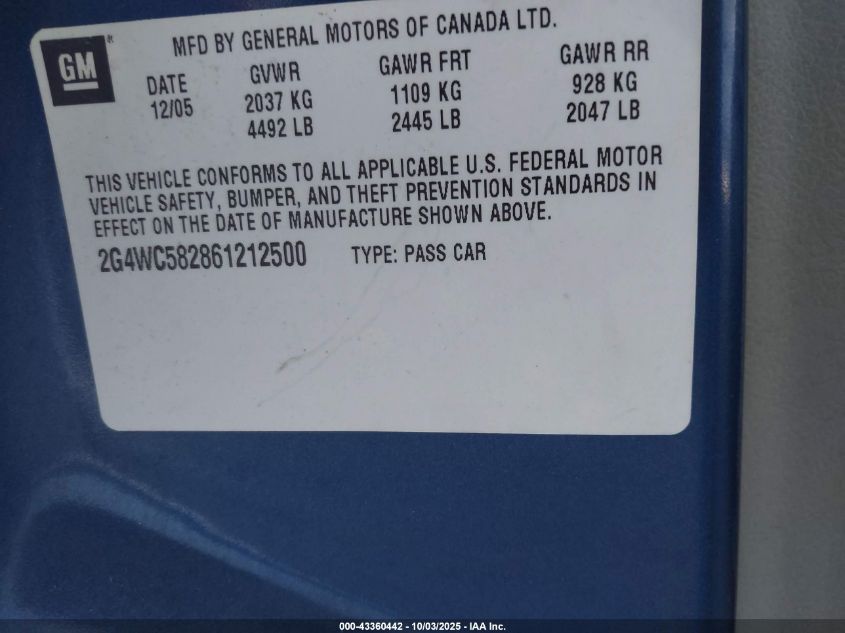 MFD BY GENERAL MOTORS OF CANADA LTD.
GM
DATE GVWR GAWR FRT GAWR RR
12/05 2037 KG 1109 KG 928 KG
4492 LB 2445 LB 2047 LB
THIS VEHICLE CONFORMS TO ALL APPLICABLE U.S. FEDERAL MOTOR
VEHICLE SAFETY, BUMPER, AND THEFT PREVENTION STANDARDS IN
EFFECT ON THE DATE OF MANUFACTURE SHOWN ABOVE.
2G4WC582861212500 TYPE: PASS CAR
000-43360442 - 10/03/2025 - IAA Inc.